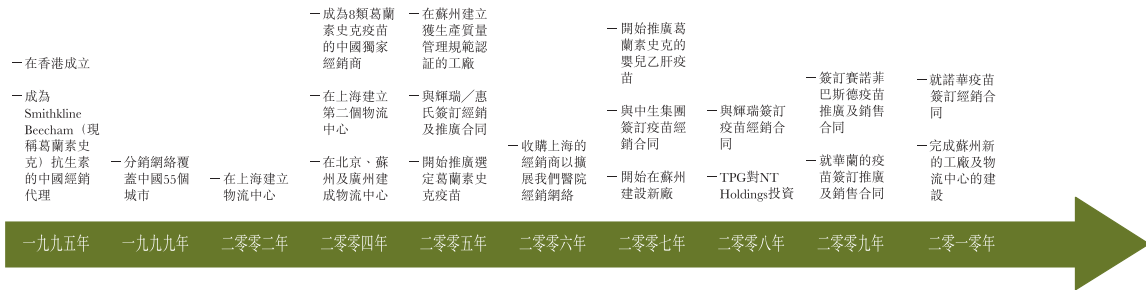 — 在香港成立
— 成為
Smithkline
Beecham（現
稱葛蘭素史
克）抗生素
的中國經銷
代理
— 分銷網絡覆
蓋中國55個
城市
— 在上海建立
物流中心
— 成為8類葛蘭
素史克疫苗
的中國獨家
經銷商
— 在上海建立
第二個物流
中心
— 在北京、蘇
州及廣州建
成物流中心
— 在蘇州建立
獲生產質量
管理規範認
証的工廠
— 與輝瑞／惠
氏簽訂經銷
及推廣合同
— 開始推廣選
定葛蘭素史
克疫苗
— 收購上海的
經銷商以擴
展我們醫院
經銷網絡
— 開始推廣葛
蘭素史克的
嬰兒乙肝疫
苗
— 與中生集團
簽訂疫苗經
銷合同
— 開始在蘇州
建設新廠
— 與輝瑞簽訂
疫苗經銷合
同
— TPG對NT
Holdings投資
— 簽訂賽諾菲
巴斯德疫苗
推廣及銷售
合同
— 就華蘭的疫
苗簽訂推廣
及銷售合同
— 就諾華疫苗
簽訂經銷合
同
— 完成蘇州新
的工廠及物
流中心的建
設
一九九五年
一九九九年
二零零二年
二零零四年
二零零五年
二零零六年
二零零七年
二零零八年
二零零九年
二零一零年